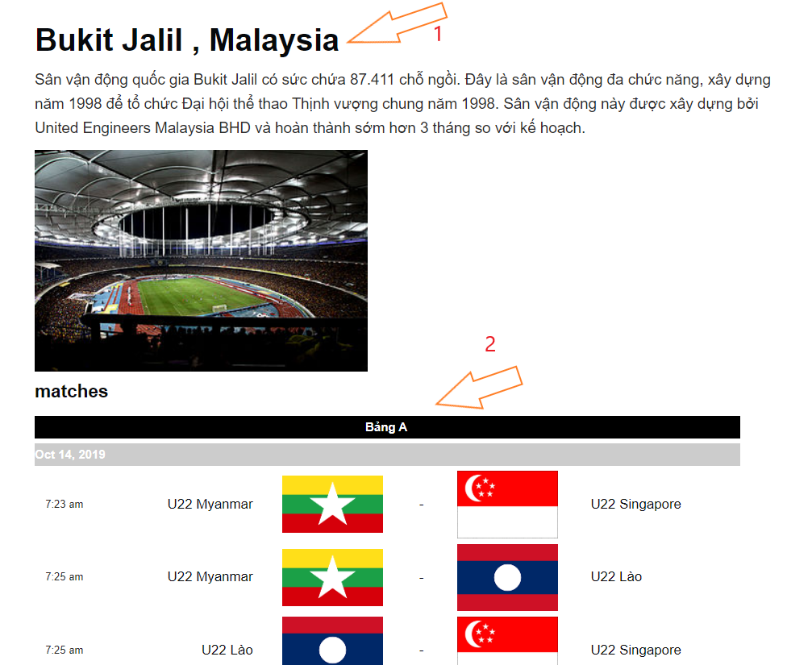 Bukit Jalil , Malaysia
1
Sân vận động quốc gia Bukit Jalil có sức chứa 87.411 chỗ ngồi. Đây là sân vận động đa chức năng, xây dựng
năm 1998 để tổ chức Đại hội thể thao Thịnh vượng chung năm 1998. Sân vận động này được xây dựng bởi
United Engineers Malaysia BHD và hoàn thành sớm hơn 3 tháng so với kế hoạch.
2
matches
Bảng A
Oct 14, 2019
7:23 am U22 Myanmar - U22 Singapore
7:25 am U22 Myanmar - U22 Lào
7:25 am U22 Lào - U22 Singapore